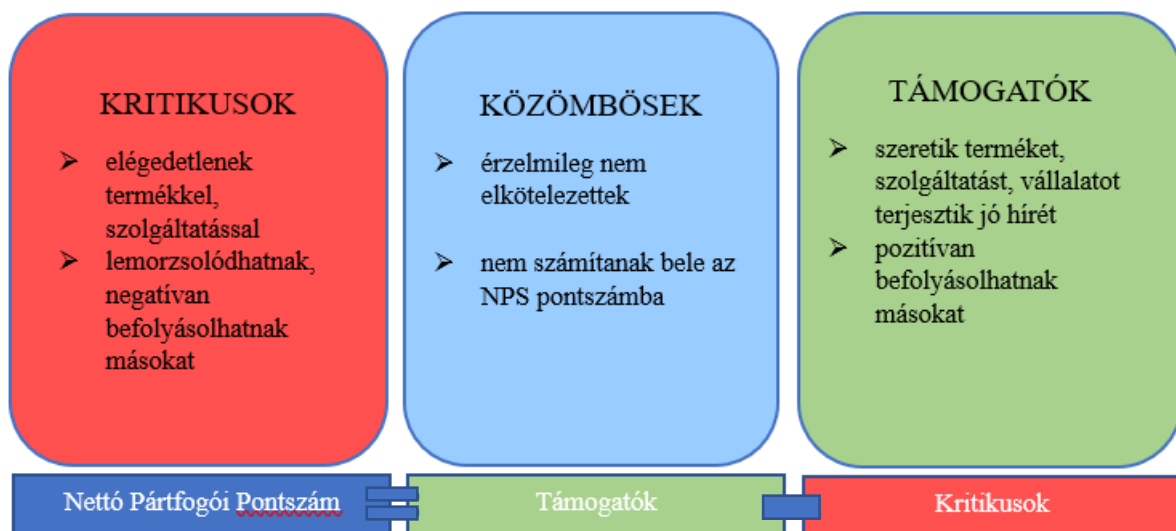 KRITIKUSOK
➢ elégedetlenek
termékkel,
szolgáltatással
➢ lemorzsolódhatnak,
negatívan
befolyásolhatnak
másokat
KÖZÖMBÖSEK
➢ érzelmileg nem
elkötelezettek
➢ nem számítanak bele az
NPS pontszámba
TÁMOGATÓK
➢ szeretik terméket,
szolgáltatást, vállalatot
terjesztik jó hírét
➢ pozitívan
befolyásolhatnak
másokat
Nettó Pártfogói Pontszám = Támogatók - Kritikusok